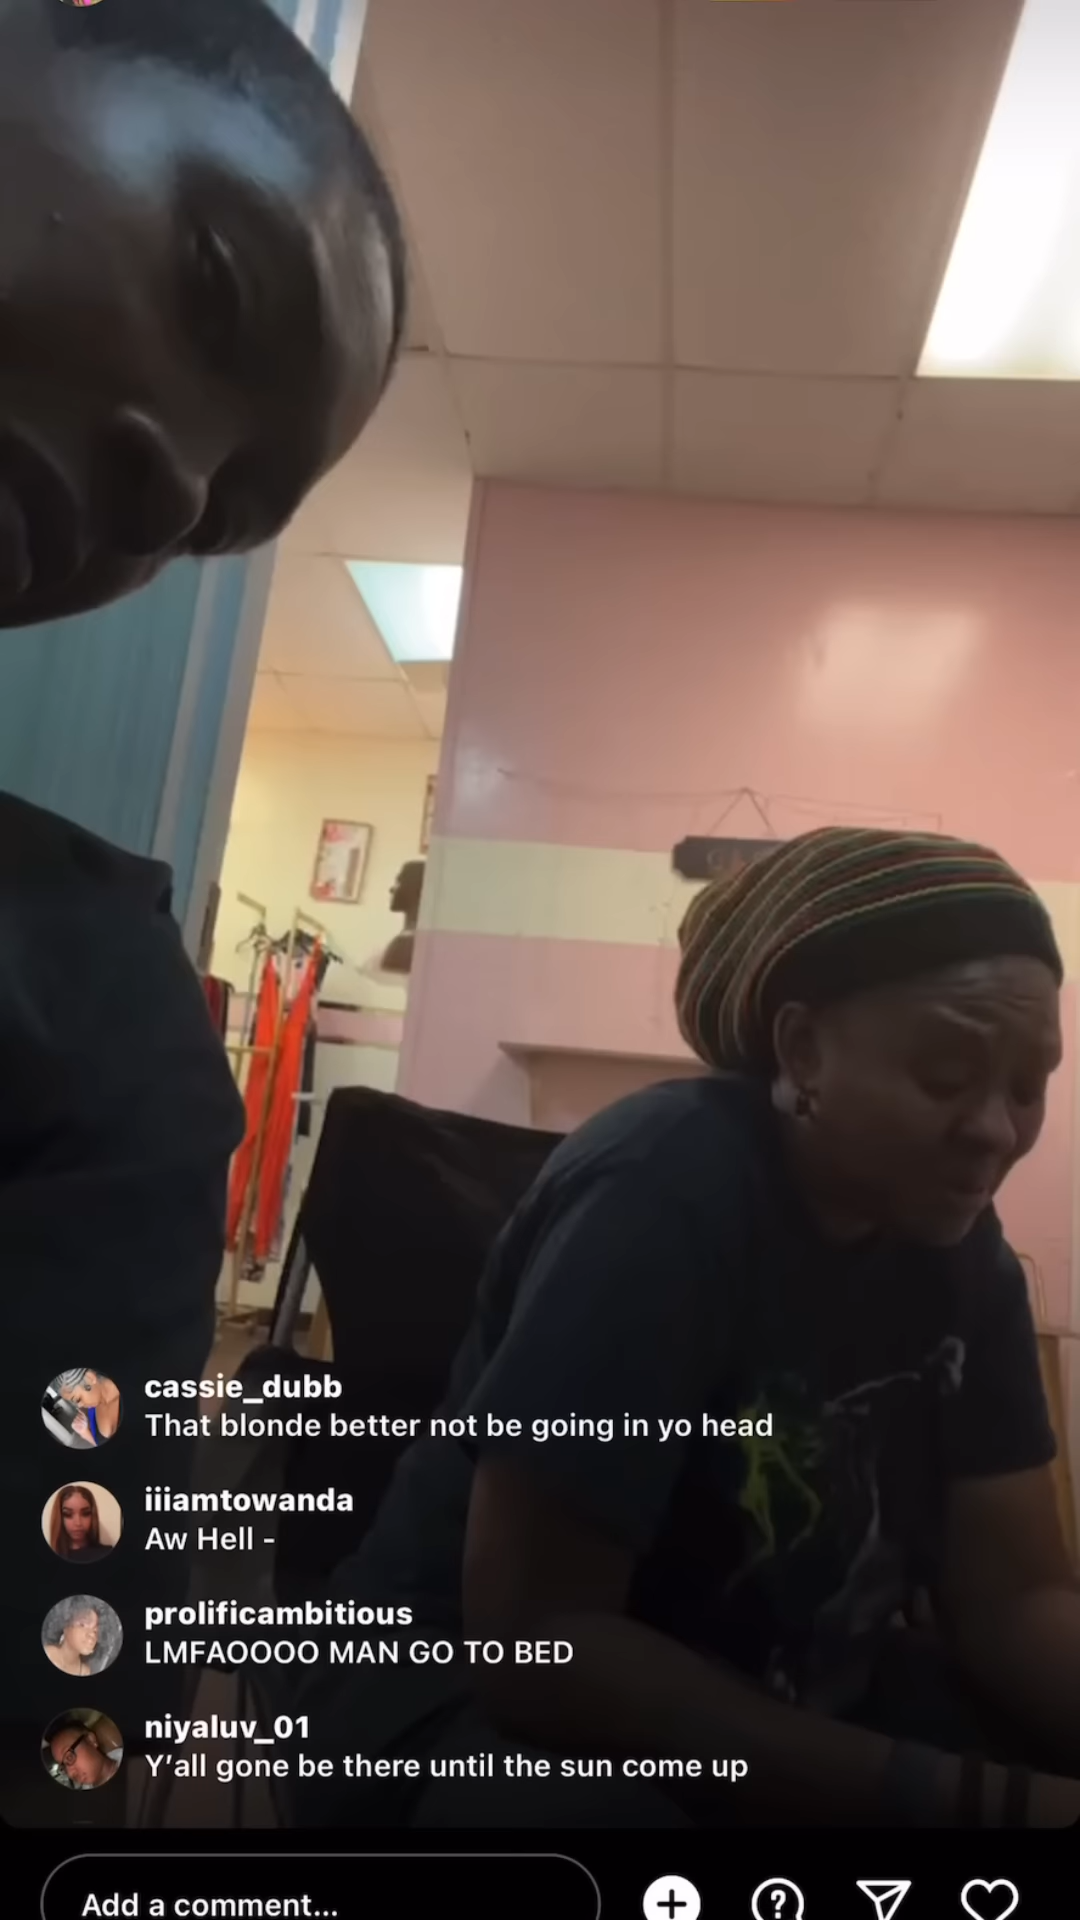 cassie_dubb
That blonde better not be going in yo head
iiiamtowanda
Aw Hell -
prolificambitious
LMFAOOOO MAN GO TO BED
niyaluv_01
Y’all gone be there until the sun come up
Add a comment...